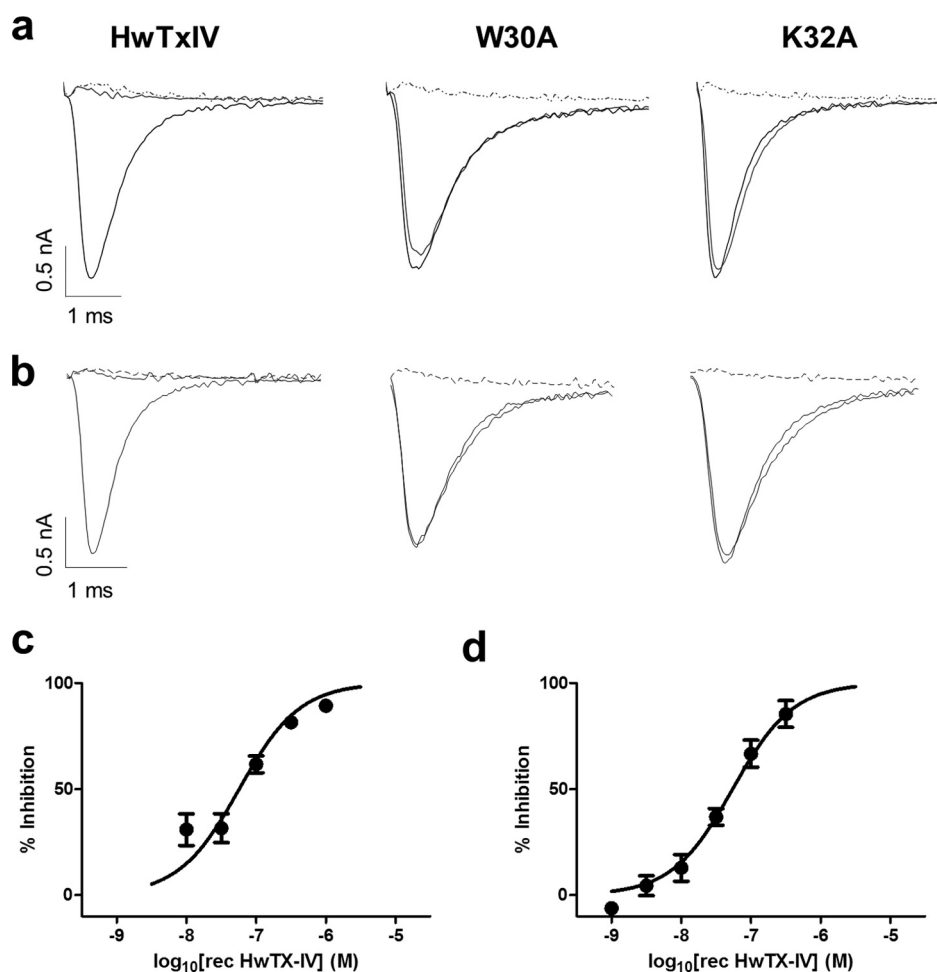 a
HwTxIV W30A K32A
0.5 nA
1 ms
b
0.5 nA
1 ms
c
100
50
0
% Inhibition
-9 -8 -7 -6 -5
log10[rec HwTX-IV] (M)
d
100
50
0
% Inhibition
-9 -8 -7 -6 -5
log10[rec HwTX-IV] (M)